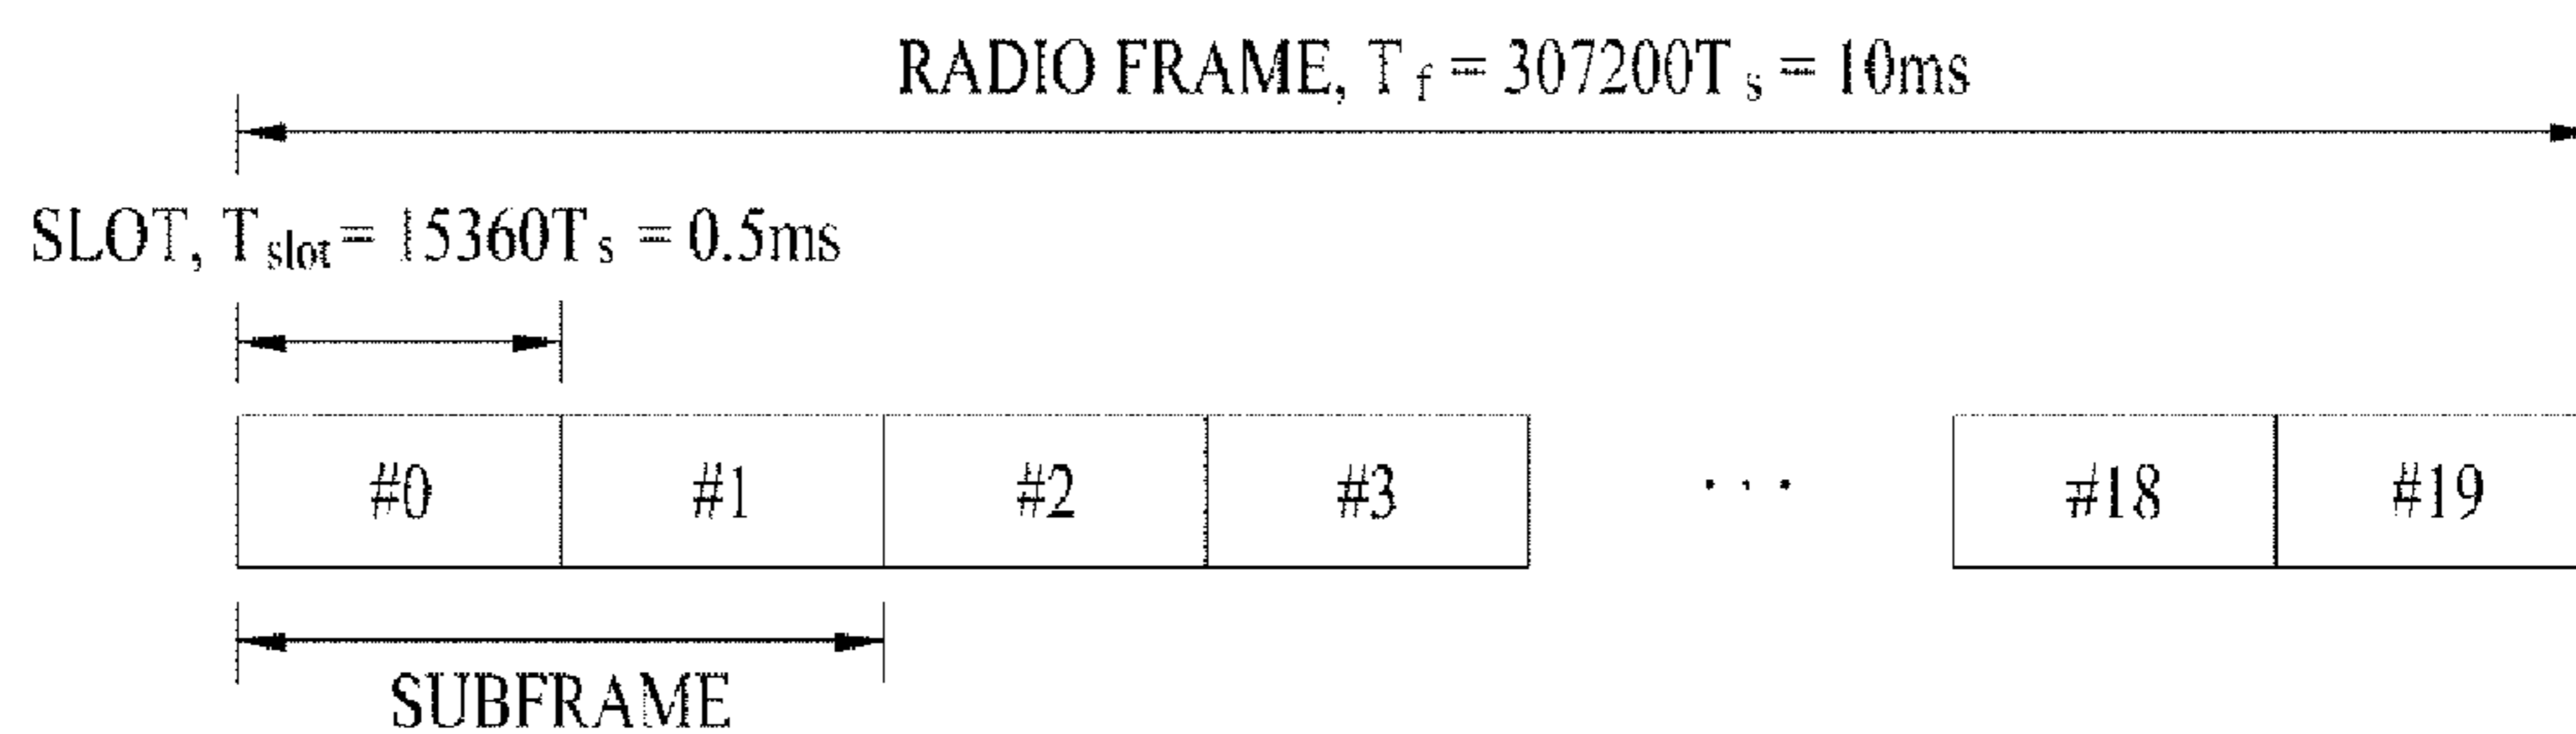 RADIO FRAME, T f = 307200T s = 10ms
SLOT, T slot = 15360T s = 0.5ms
#0 #1 #2 #3 ... #18 #19
SUBFRAME